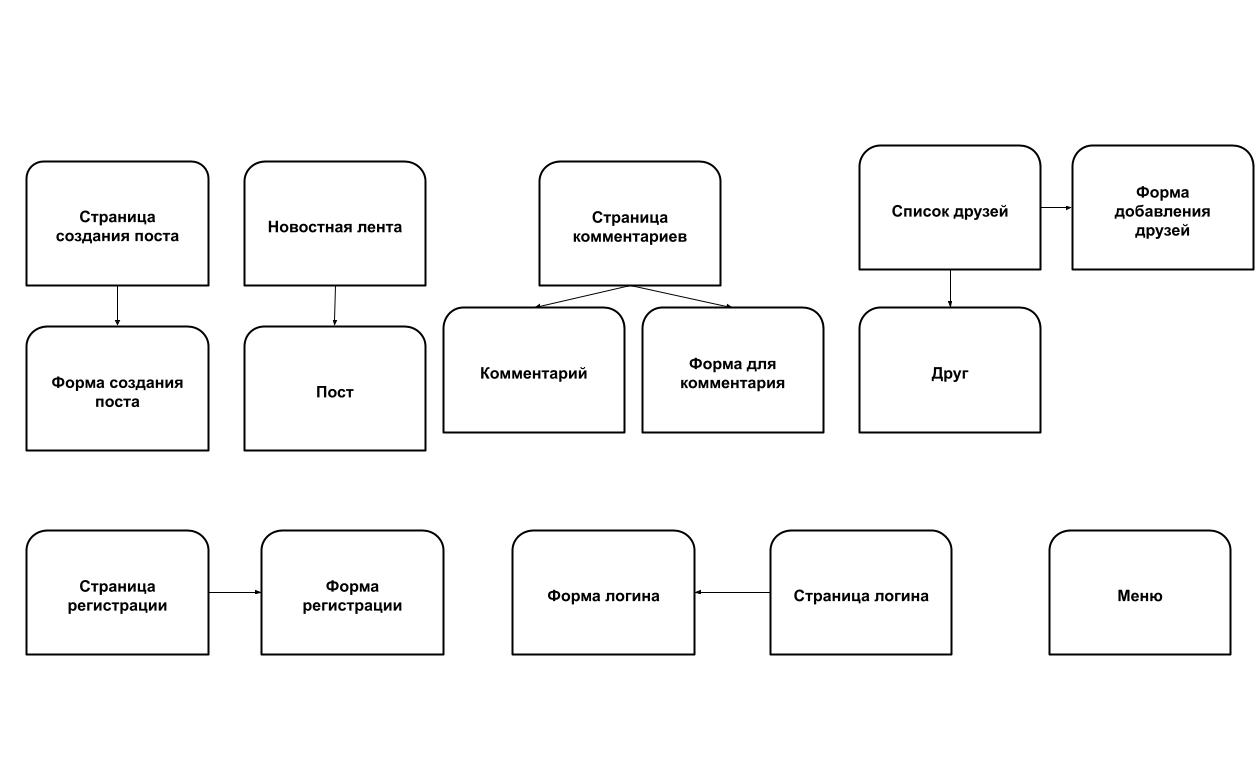 Страница
создания поста
Новостная лента
Страница
комментариев
Список друзей
Форма
добавления
друзей
Форма создания
поста
Пост
Комментарий
Форма для
комментария
Друг
Страница
регистрации
Форма
регистрации
Форма логина
Страница логина
Меню